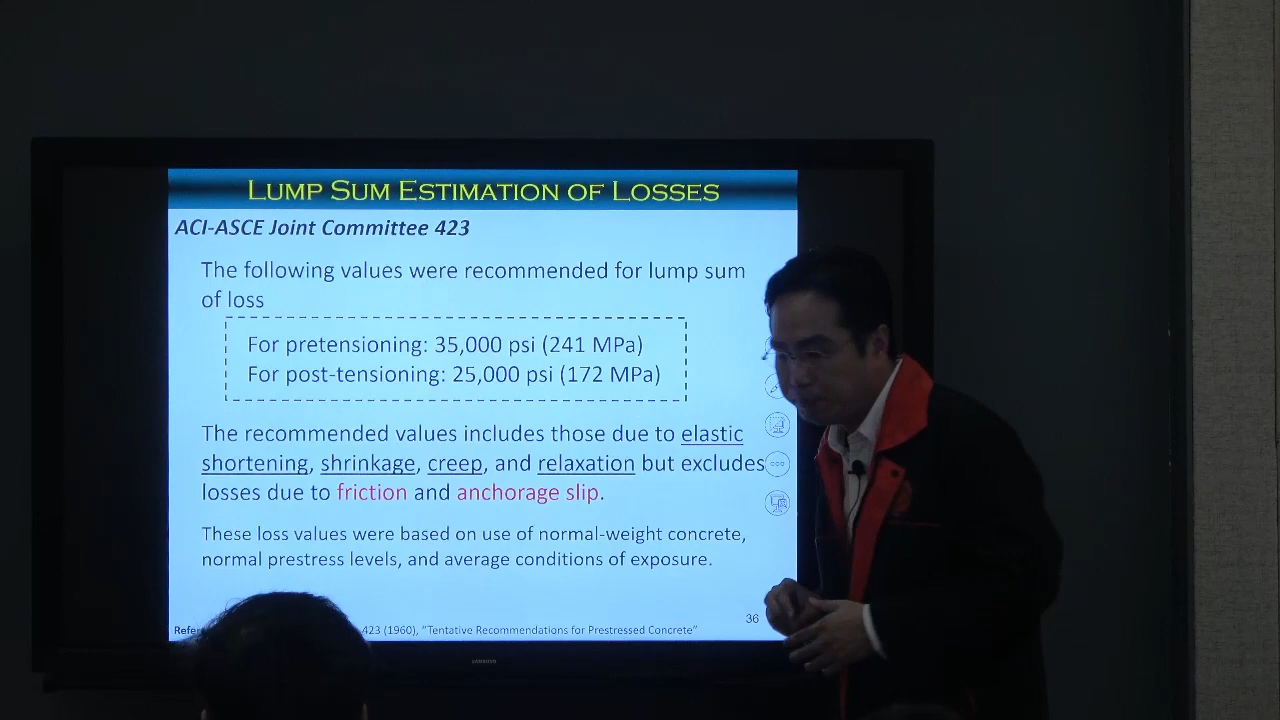 LUMP SUM ESTIMATION OF LOSSES
ACI-ASCE Joint Committee 423
The following values were recommended for lump sum
of loss
For pretensioning: 35,000 psi (241 MPa)
For post-tensioning: 25,000 psi (172 MPa)
The recommended values includes those due to elastic
shortening, shrinkage, creep, and relaxation but excludes
losses due to friction and anchorage slip.
These loss values were based on use of normal-weight concrete,
normal prestress levels, and average conditions of exposure.
36
423 (1960), "Tentative Recommendations for Prestressed Concrete"
SAMSUNG